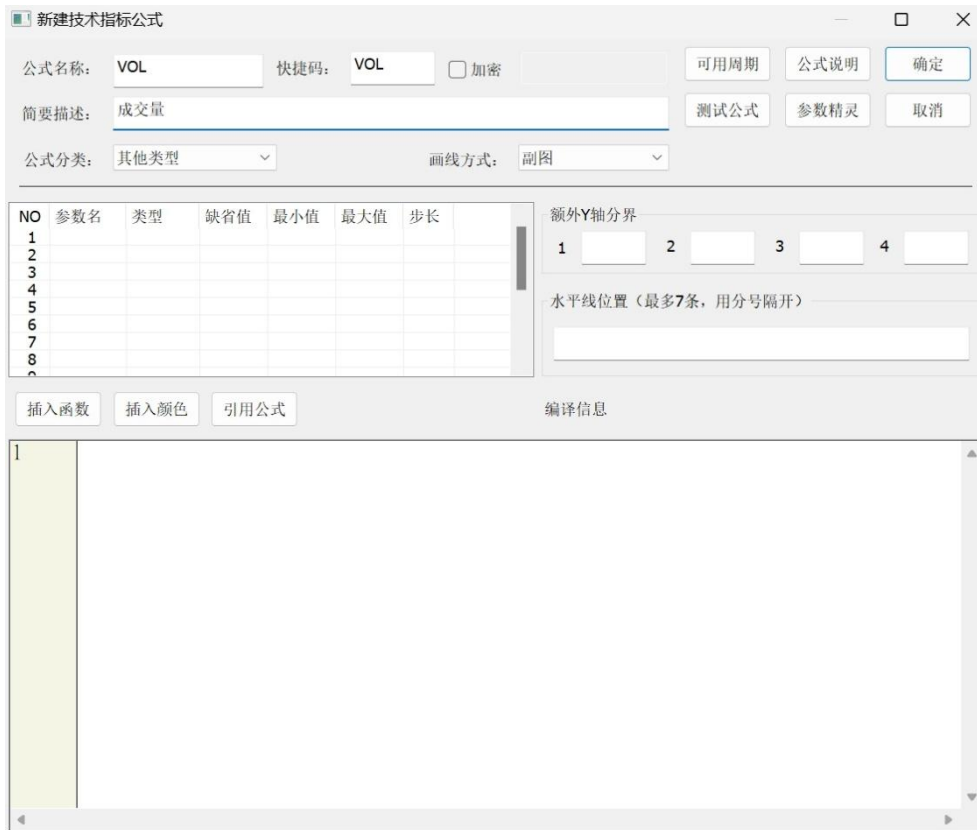 新建技术指标公式
公式名称： VOL 快捷码： VOL 加密 可用周期 公式说明 确定
简要描述： 成交量 测试公式 参数精灵 取消
公式分类： 其他类型 画线方式： 副图
NO 参数名 类型 缺省值 最小值 最大值 步长
1
2
3
4
5
6
7
8
额外Y轴分界
1 2 3 4
水平线位置（最多7条，用分号隔开）
插入函数 插入颜色 引用公式 编译信息
1